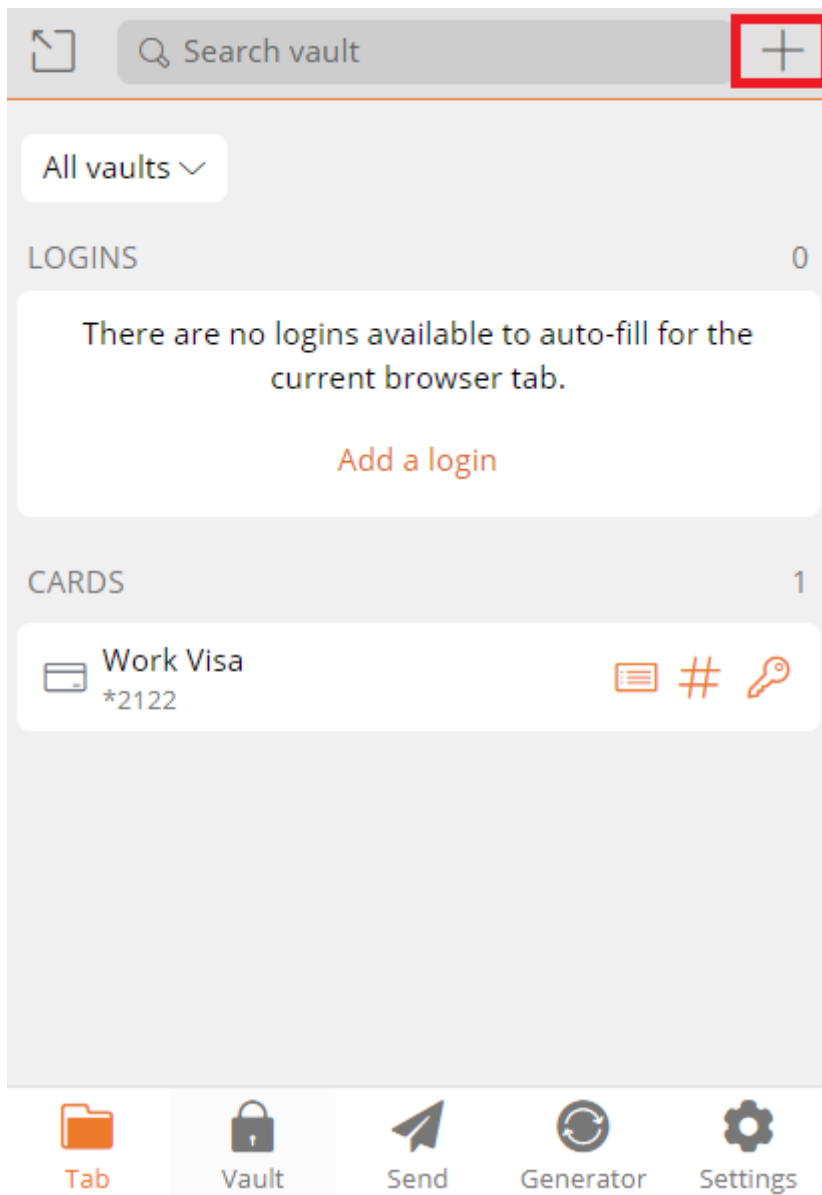 Search vault
All vaults
LOGINS 0
There are no logins available to auto-fill for the
current browser tab.
Add a login
CARDS 1
Work Visa
*2122
Tab Vault Send Generator Settings